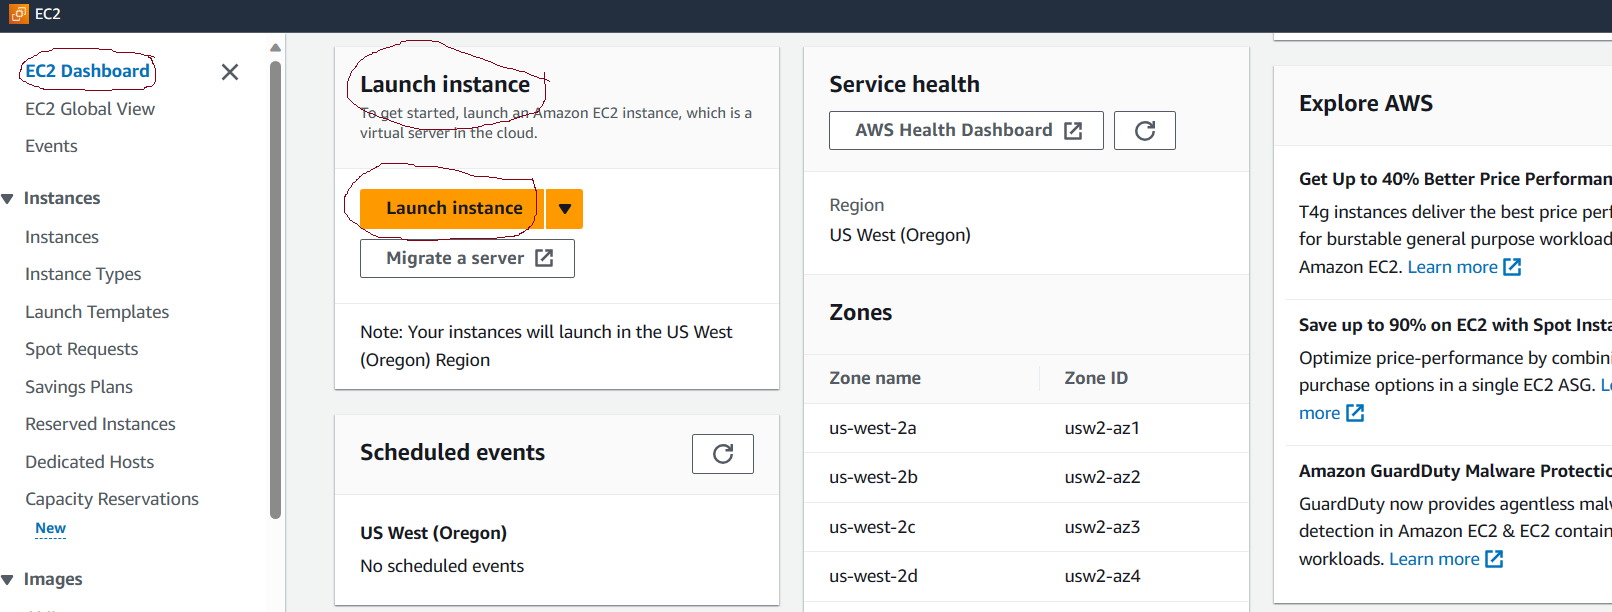 EC2
EC2 Dashboard
EC2 Global View
Events
Instances
Instances
Instance Types
Launch Templates
Spot Requests
Savings Plans
Reserved Instances
Dedicated Hosts
Capacity Reservations
New
Images
Launch instance
To get started, launch an Amazon EC2 instance, which is a
virtual server in the cloud.
Launch instance
Migrate a server
Note: Your instances will launch in the US West
(Oregon) Region
Scheduled events
US West (Oregon)
No scheduled events
Service health
AWS Health Dashboard
Region
US West (Oregon)
Zones
Zone name Zone ID
us-west-2a usw2-az1
us-west-2b usw2-az2
us-west-2c usw2-az3
us-west-2d usw2-az4
Explore AWS
Get Up to 40% Better Price
T4g instances deliver the best price
for burstable general purpose
Amazon EC2. Learn more
Save up to 90% on EC2 with Spot
Optimize price-performance by
purchase options in a single EC2 ASG.
more
Amazon GuardDuty Malware
GuardDuty now provides agentless
detection in Amazon EC2 & EC2
workloads. Learn more